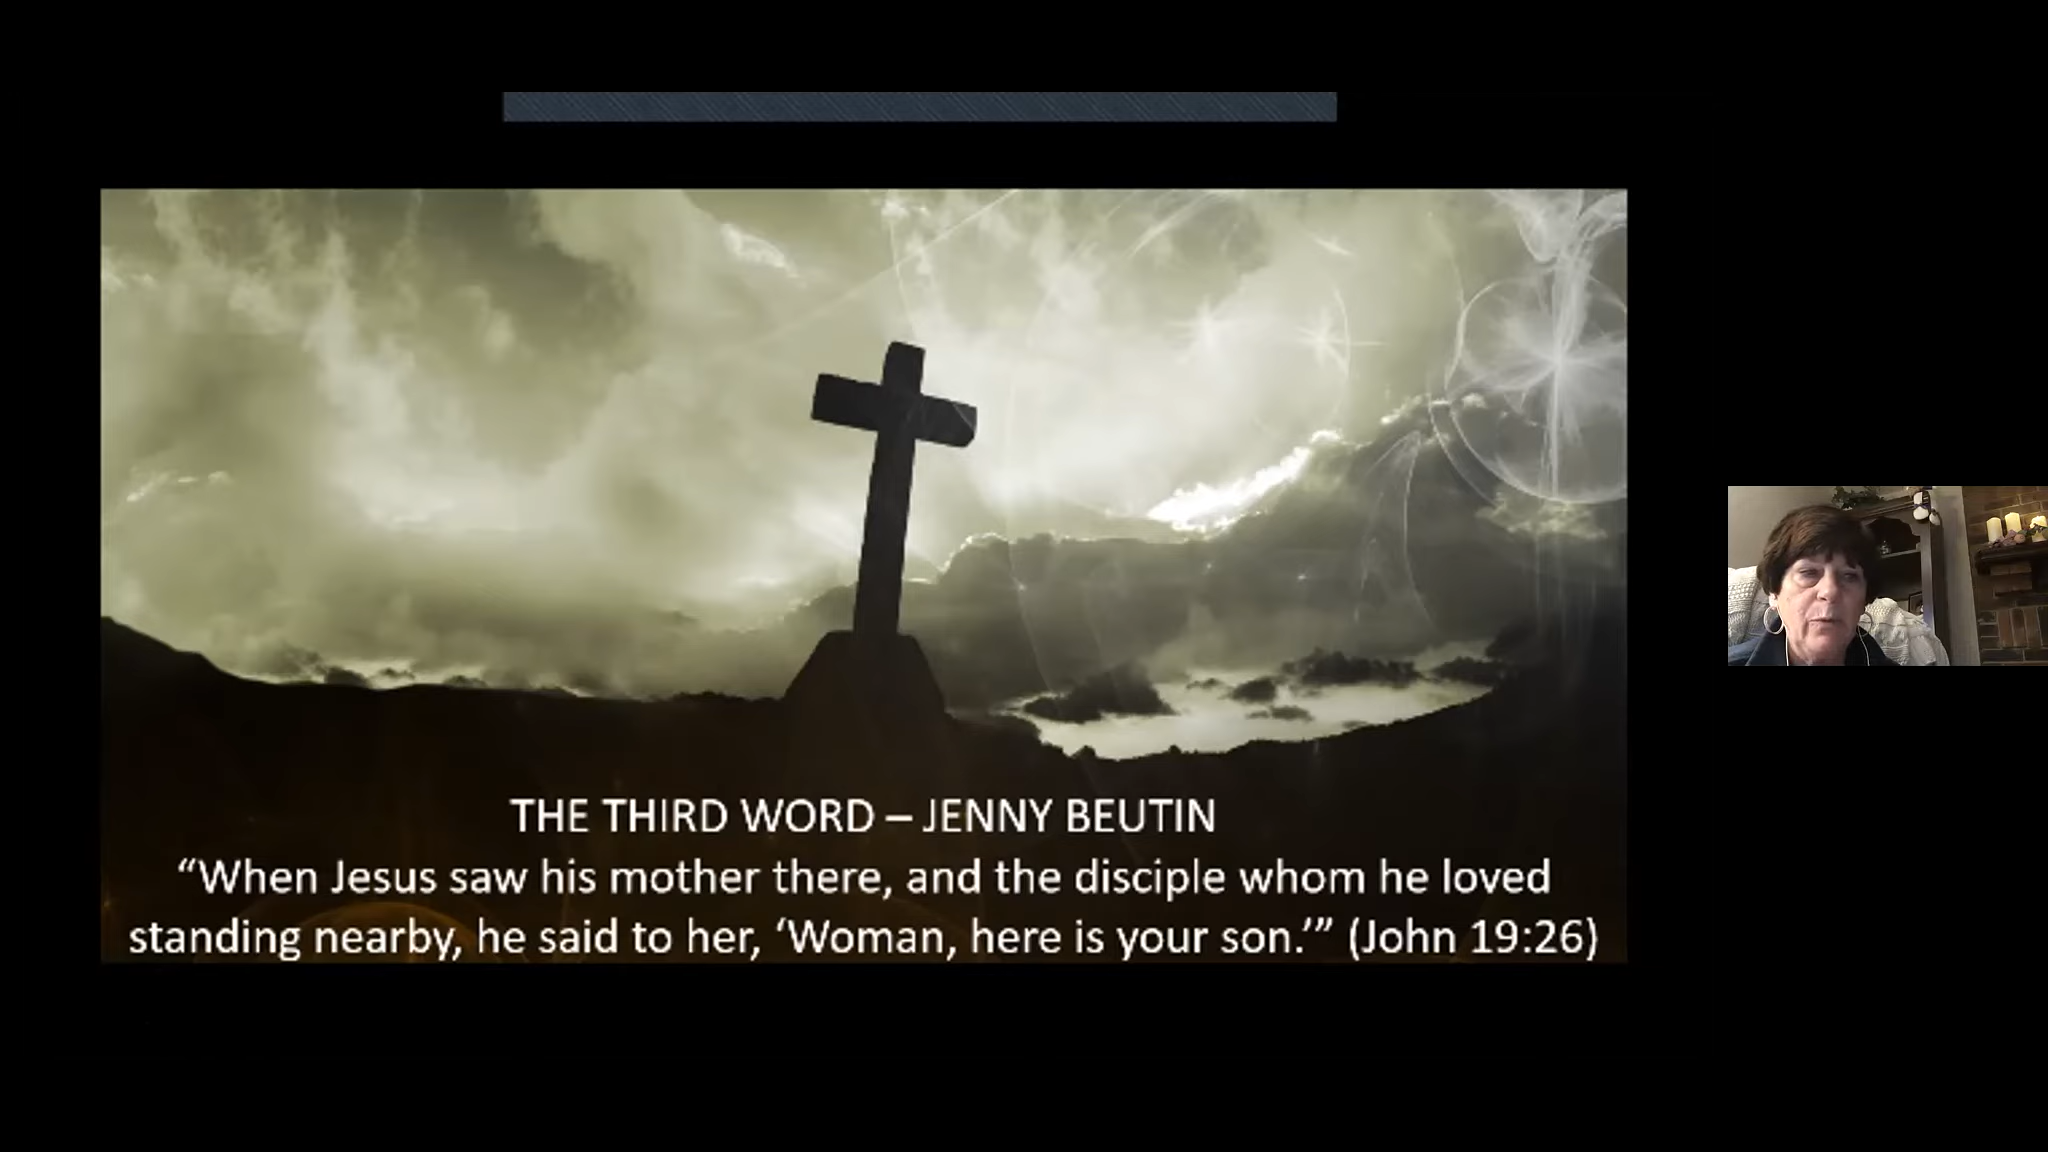 THE THIRD WORD – JENNY BEUTIN
“When Jesus saw his mother there, and the disciple whom he loved
standing nearby, he said to her, ‘Woman, here is your son.’” (John 19:26)